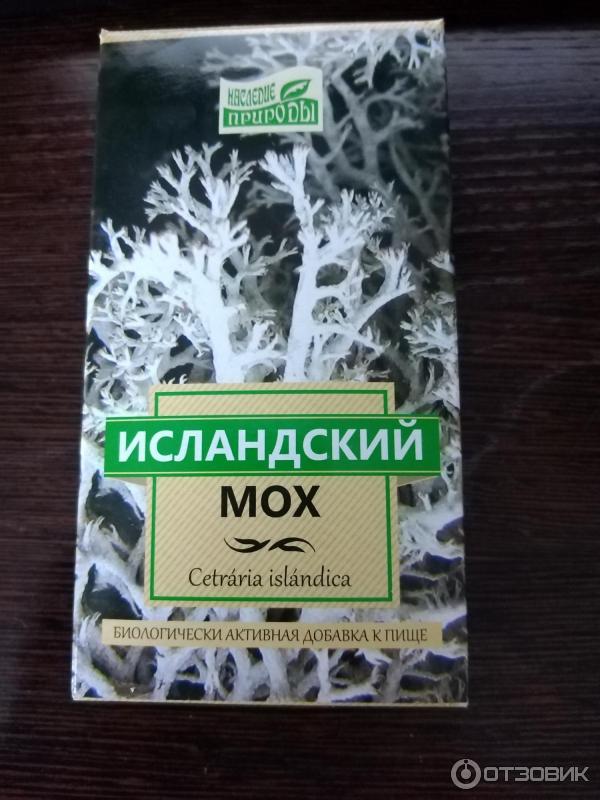 НАСЛЕДИЕ
ПРИРОДЫ
ИСЛАНДСКИЙ
МОХ
Cetrária islándica
БИОЛОГИЧЕСКИ АКТИВНАЯ ДОБАВКА К ПИЩЕ
ОТЗОВИК